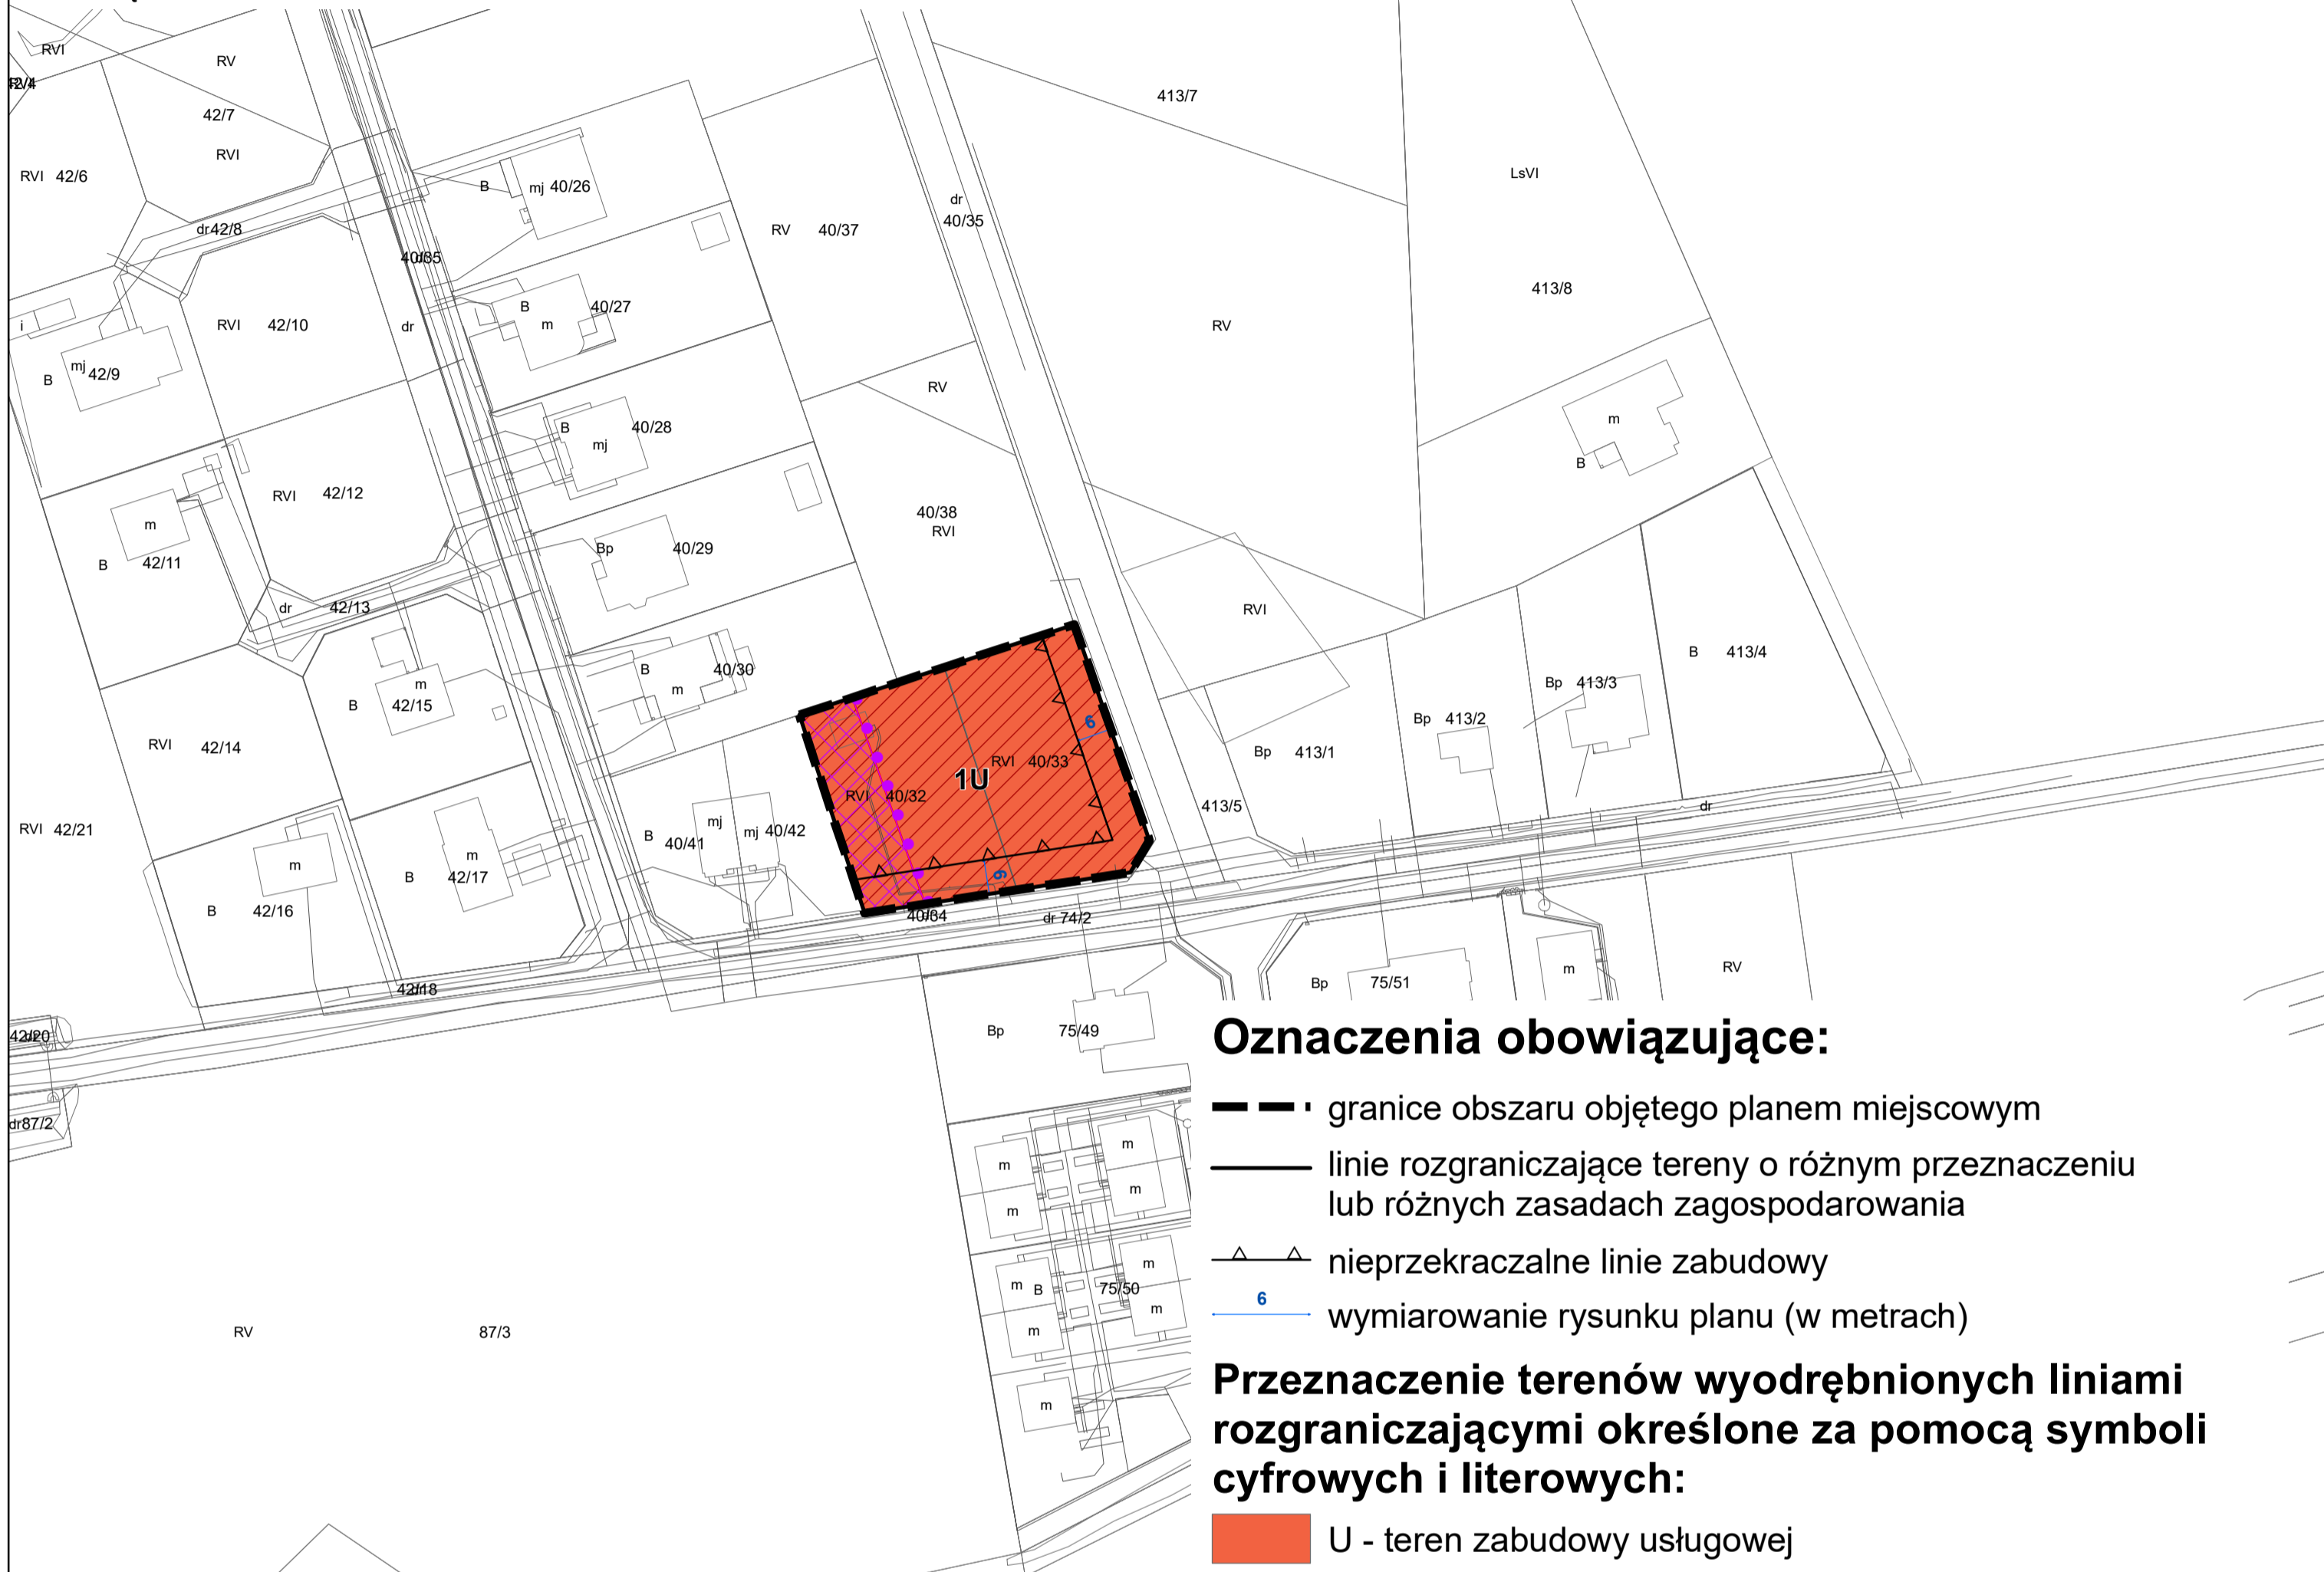 RVI
RV
42/7
RVI
RVI 42/6
413/7
LsVI
B
mj 40/26
dr
40/35
dr42/8
RV 40/37
413/8
B
40/27
m
RVI 42/10
dr
RV
i
mj
42/9
B
RV
B
40/28
mj
m
B
RVI 42/12
40/38
RVI
m
B 42/11
Bp
40/29
dr 42/13
RVI
B
40/30
m
B 413/4
Bp 413/3
m
B 42/15
Bp 413/2
RVI 42/14
6
Bp 413/1
RVI 40/33
1U
RVI 40/32
413/5
dr
RVI 42/21
B 40/41
mj
mj 40/42
m
m
B 42/17
6
B 42/16
40/34
dr 74/2
m
RV
Bp 75/51
42/18
42/20
Bp 75/49
dr87/2
m
m
m
m
m
m
B
75/50
m
m
m
RV 87/3
Oznaczenia obowiązujące:
granice obszaru objętego planem miejscowym
linie rozgraniczające tereny o różnym przeznaczeniu
lub różnych zasadach zagospodarowania
nieprzekraczalne linie zabudowy
6
wymiarowanie rysunku planu (w metrach)
Przeznaczenie terenów wyodrębnionych liniami
rozgraniczającymi określone za pomocą symboli
cyfrowych i literowych:
U - teren zabudowy usługowej